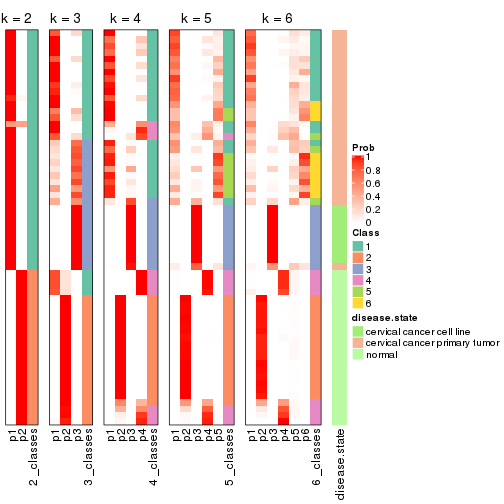 k = 2
k = 3
k = 4
k = 5
k = 6
Prob
1
0.8
0.6
0.4
0.2
0
Class
1
2
3
4
5
6
disease.state
cervical cancer cell line
cervical cancer primary tumor
normal
p1
p2
2_classes
p1
p2
p3
3_classes
p1
p2
p3
p4
4_classes
p1
p2
p3
p4
p5
5_classes
p1
p2
p3
p4
p5
p6
6_classes
disease.state